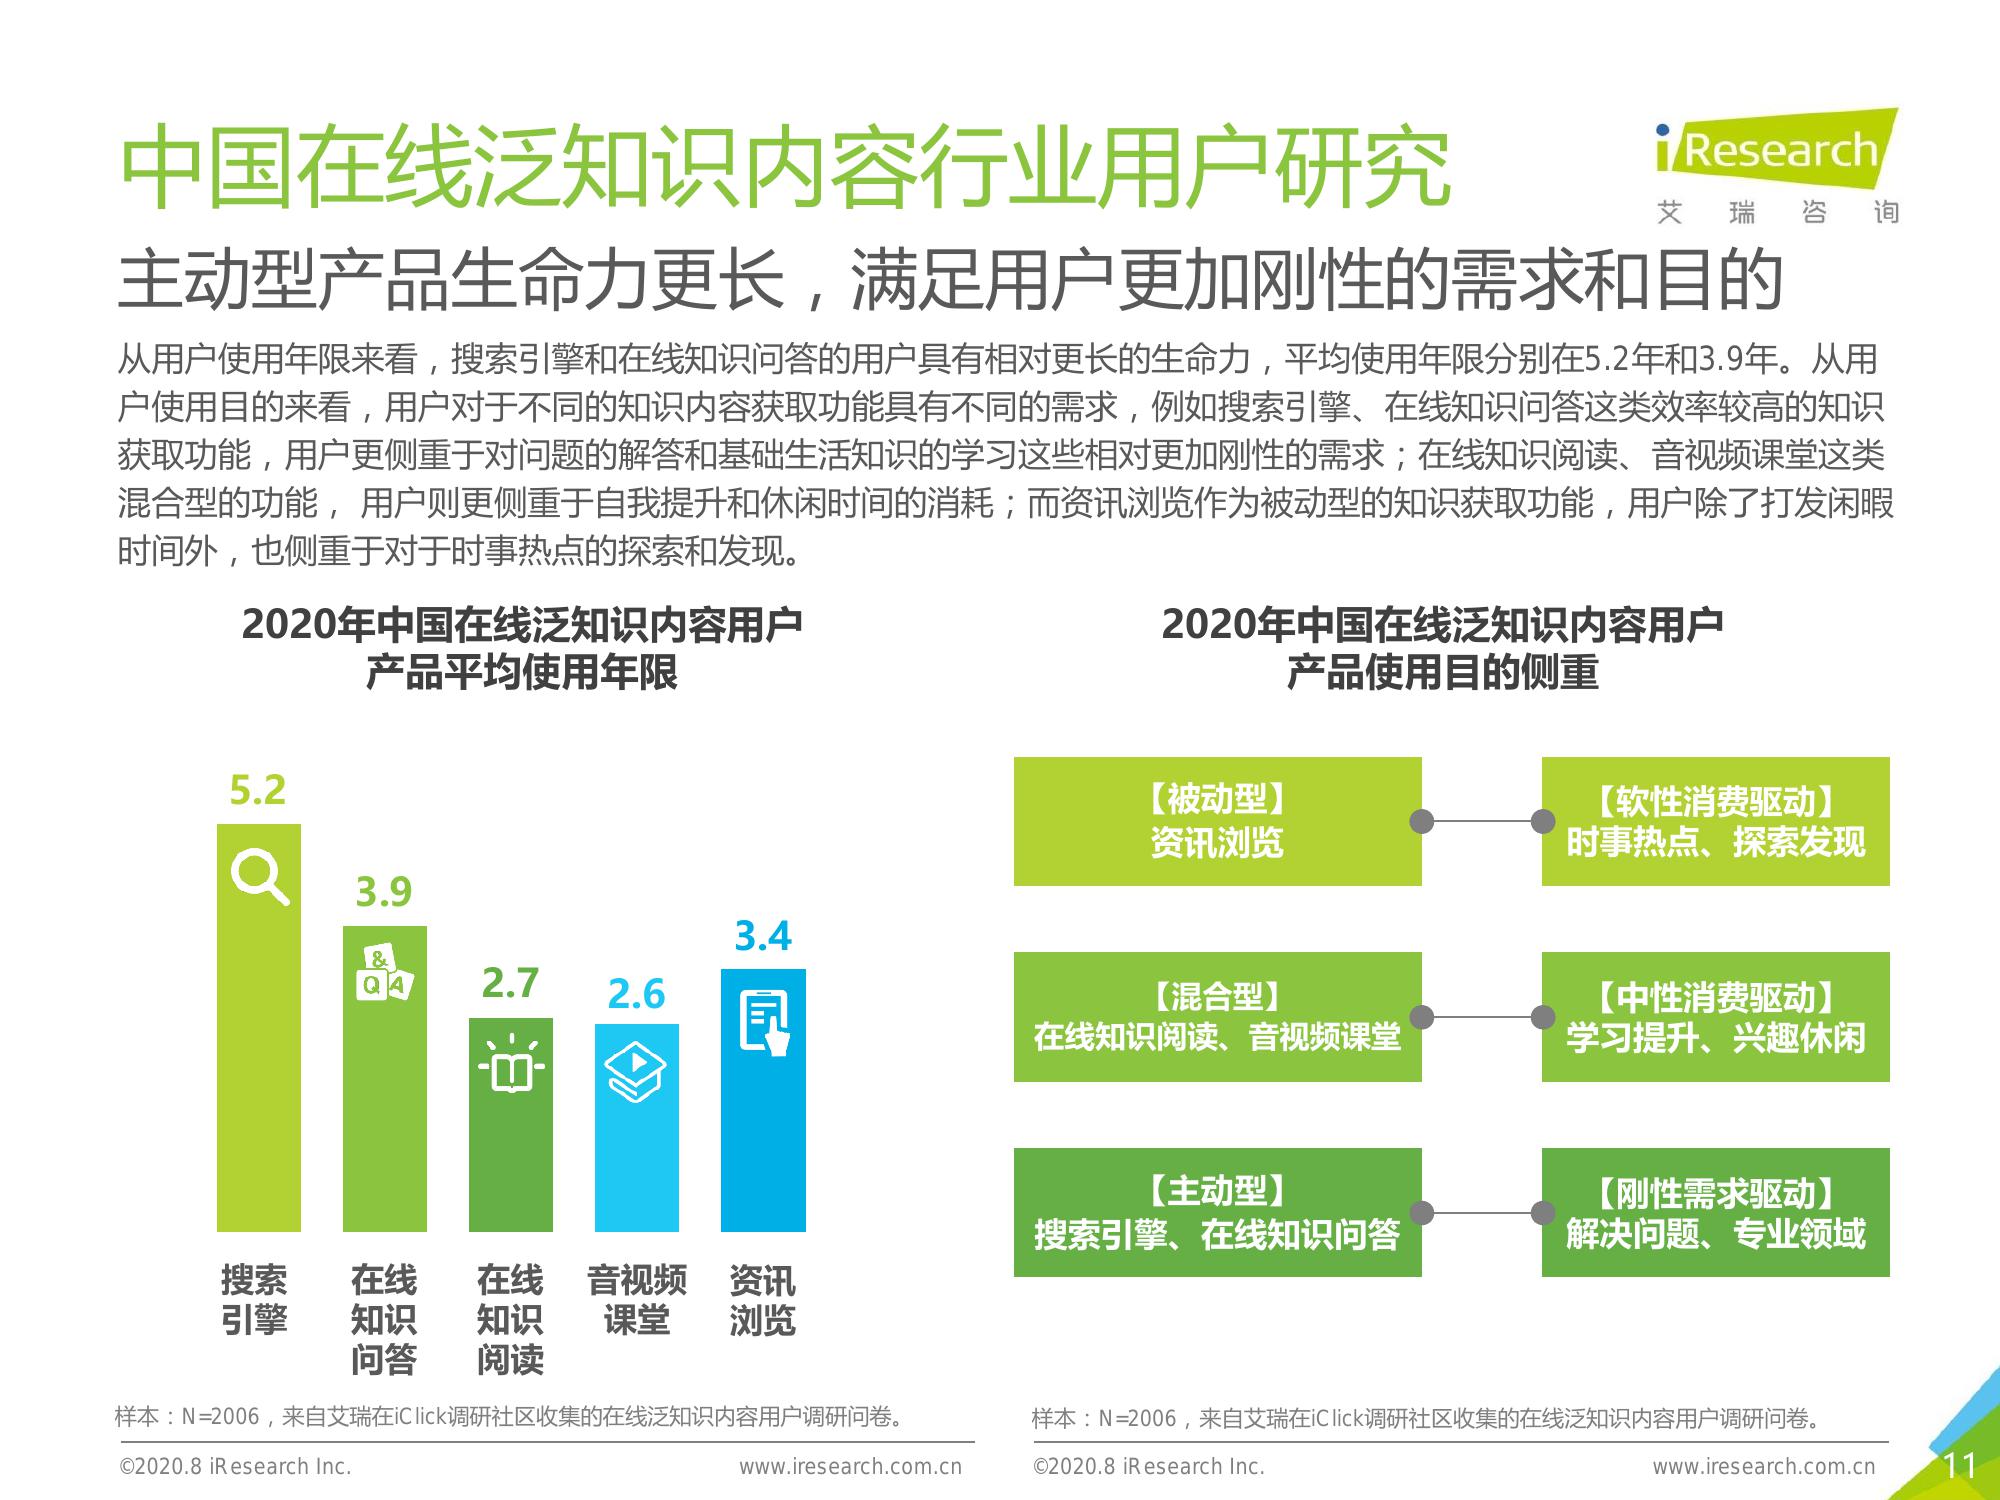 中国在线泛知识内容行业用户研究
iResearch
艾瑞咨询
主动型产品生命力更长，满足用户更加刚性的需求和目的
从用户使用年限来看，搜索引擎和在线知识问答的用户具有相对更长的生命力，平均使用年限分别在5.2年和3.9年。从用
户使用目的来看，用户对于不同的知识内容获取功能具有不同的需求，例如搜索引擎、在线知识问答这类效率较高的知识
获取功能，用户更侧重于对问题的解答和基础生活知识的学习这些相对更加刚性的需求；在线知识阅读、音视频课堂这类
混合型的功能， 用户则更侧重于自我提升和休闲时间的消耗；而资讯浏览作为被动型的知识获取功能，用户除了打发闲暇
时间外，也侧重于对于时事热点的探索和发现。
2020年中国在线泛知识内容用户
产品平均使用年限
5.2
3.9
2.7
2.6
3.4
&
Q A
搜索
引擎
在线
知识
问答
在线
知识
阅读
音视频
课堂
资讯
浏览
样本：N=2006，来自艾瑞在iClick调研社区收集的在线泛知识内容用户调研问卷。
©2020.8 iResearch Inc.
www.iresearch.com.cn
2020年中国在线泛知识内容用户
产品使用目的侧重
【被动型】
资讯浏览
【软性消费驱动】
时事热点、探索发现
【混合型】
在线知识阅读、音视频课堂
【中性消费驱动】
学习提升、兴趣休闲
【主动型】
搜索引擎、在线知识问答
【刚性需求驱动】
解决问题、专业领域
样本：N=2006，来自艾瑞在iClick调研社区收集的在线泛知识内容用户调研问卷。
©2020.8 iResearch Inc.
www.iresearch.com.cn
11